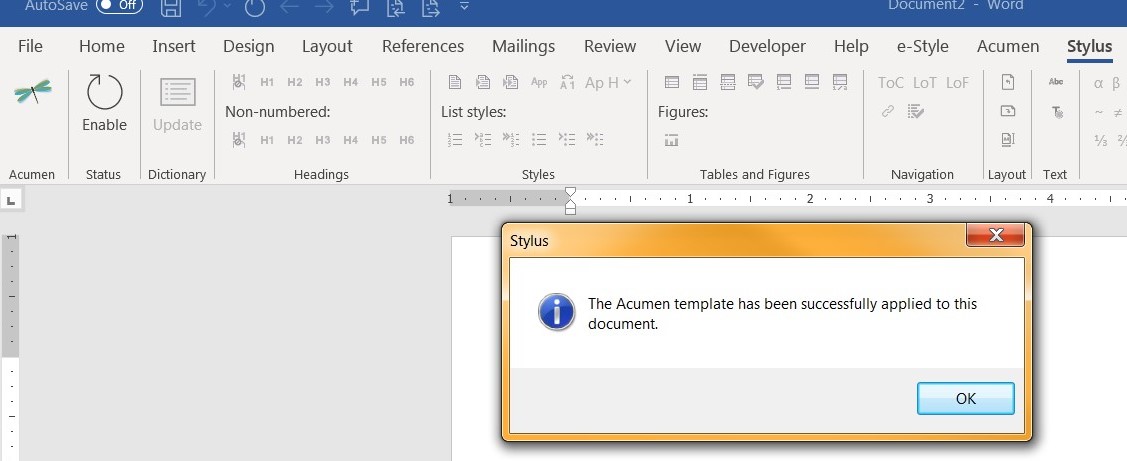 AutoSave Off Document2 - Word
File Home Insert Design Layout References Mailings Review View Developer Help e-Style Acumen Stylus
H1 H2 H3 H4 H5 H6 App A1 Ap H ToC LoT LoF Abc α β
Enable Update Non-numbered: List styles: Figures: ~ ≠
H1 H2 H3 H4 H5 H6 ⅓
Acumen Status Dictionary Headings Styles Tables and Figures Navigation Layout Text
1 1 2 3 4
1
Stylus
The Acumen template has been successfully applied to this
document.
OK